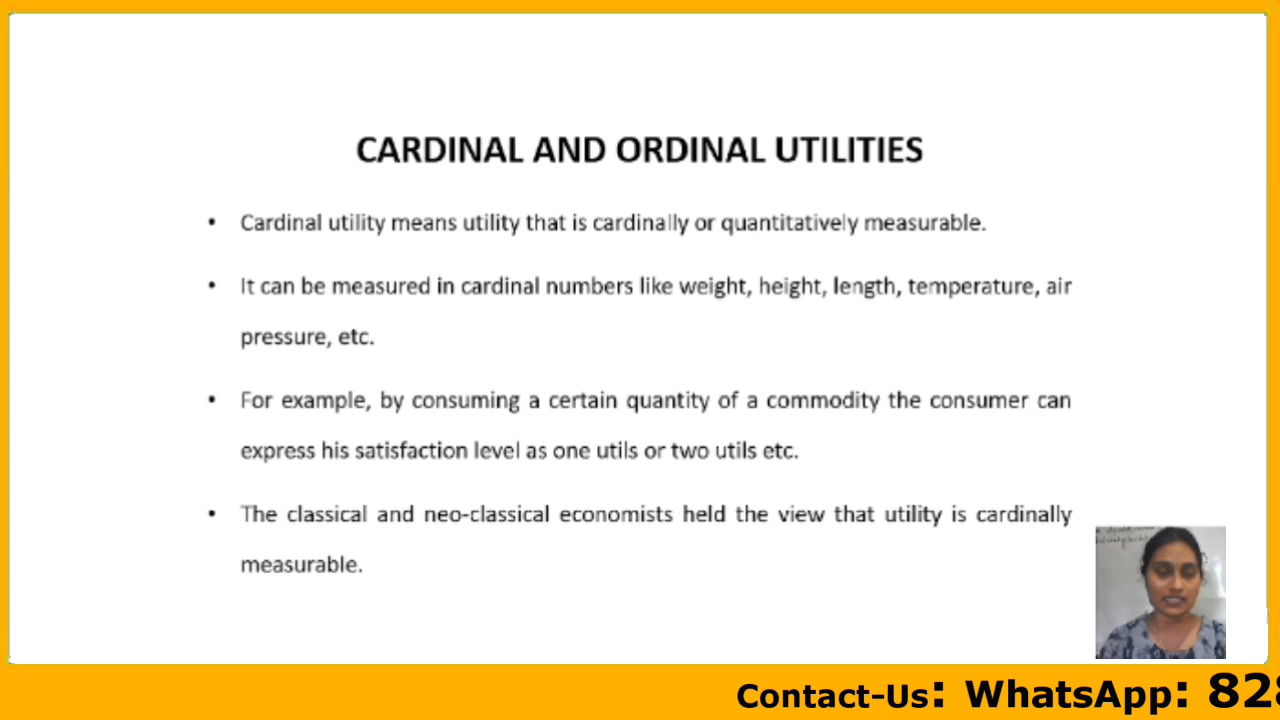 CARDINAL AND ORDINAL UTILITIES
• Cardinal utility means utility that is cardinally or quantitatively measurable.
• It can be measured in cardinal numbers like weight, height, length, temperature, air
pressure, etc.
• For example, by consuming a certain quantity of a commodity the consumer can
express his satisfaction level as one utils or two utils etc.
• The classical and neo-classical economists held the view that utility is cardinally
measurable.
Contact-Us: WhatsApp: 828